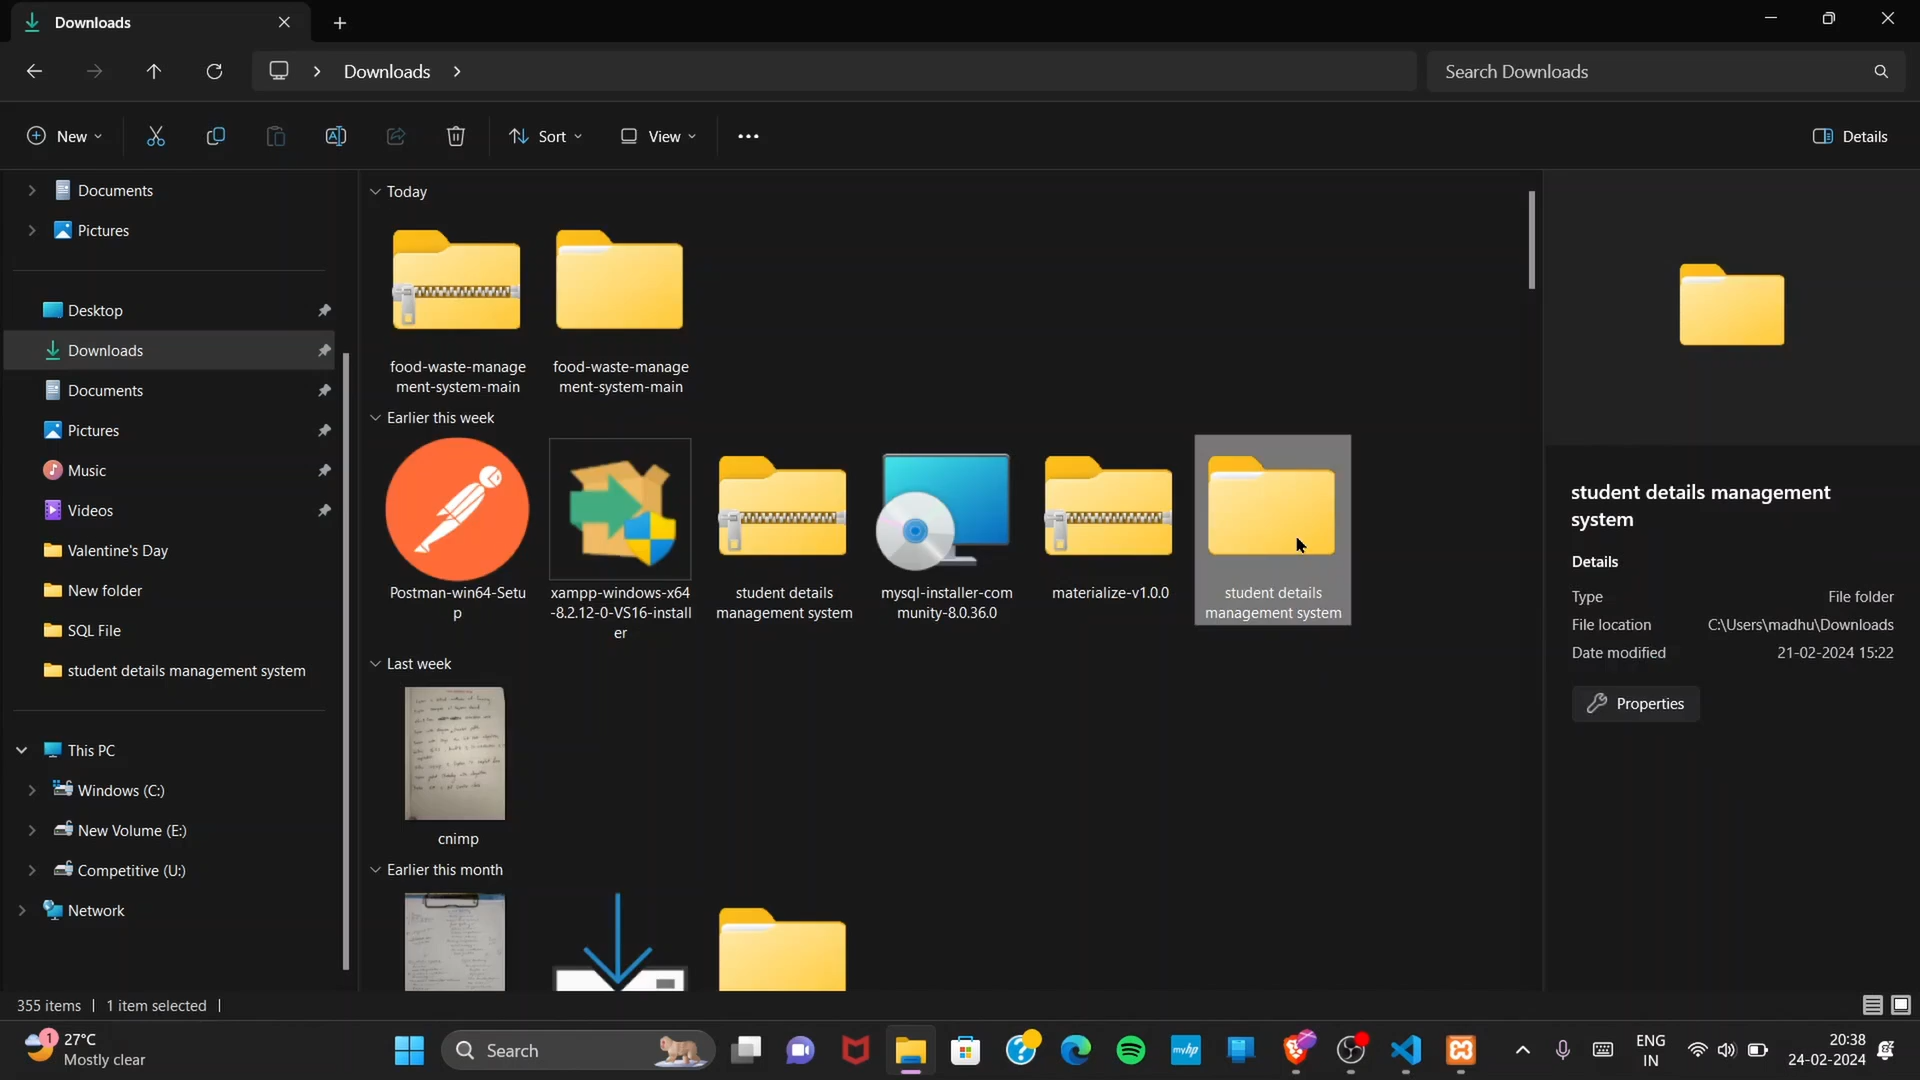 Downloads
Downloads
Search Downloads
New
Sort
View
Details
Documents
Pictures
Desktop
Downloads
Documents
Pictures
Music
Videos
Valentine's Day
New folder
SQL File
student details management system
This PC
Windows (C:)
New Volume (E:)
Competitive (U:)
Network
Today
food-waste-manage
ment-system-main
food-waste-manage
ment-system-main
Earlier this week
Postman-win64-Setu
p
xampp-windows-x64
-8.2.12-0-VS16-install
er
student details
management system
mysql-installer-com
munity-8.0.36.0
materialize-v1.0.0
student details
management system
Last week
cnimp
Earlier this month
student details management
system
Details
Type File folder
File location C:\Users\madhu\Downloads
Date modified 21-02-2024 15:22
Properties
355 items | 1 item selected |
1
27°C
Mostly clear
Search
myhp
ENG
IN
20:38
24-02-2024